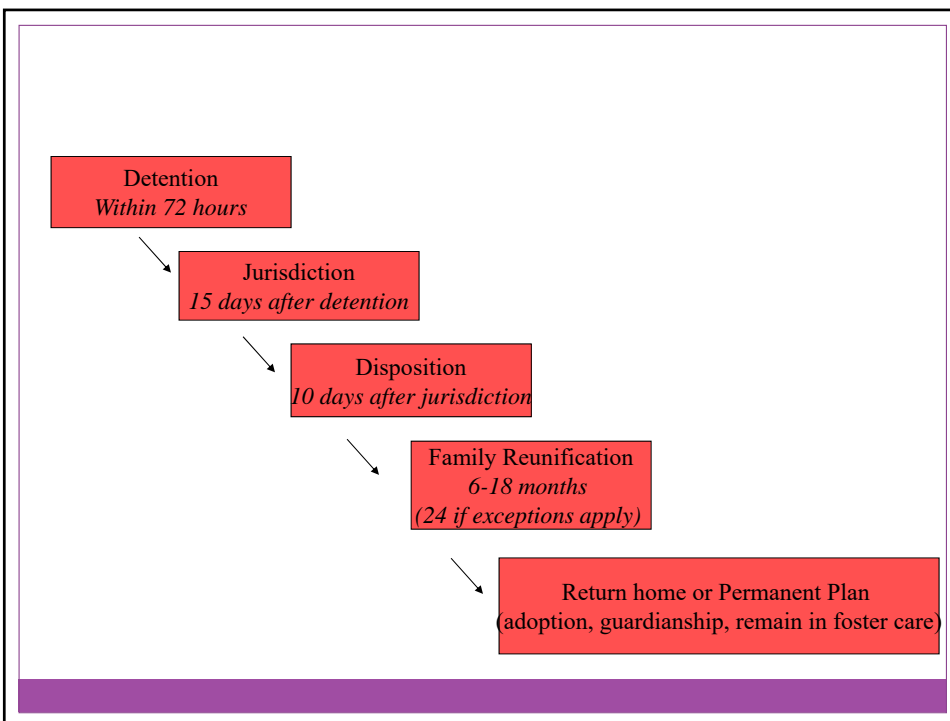 Detention
Within 72 hours
Jurisdiction
15 days after detention
Disposition
10 days after jurisdiction
Family Reunification
6-18 months
(24 if exceptions apply)
Return home or Permanent Plan
(adoption, guardianship, remain in foster care)